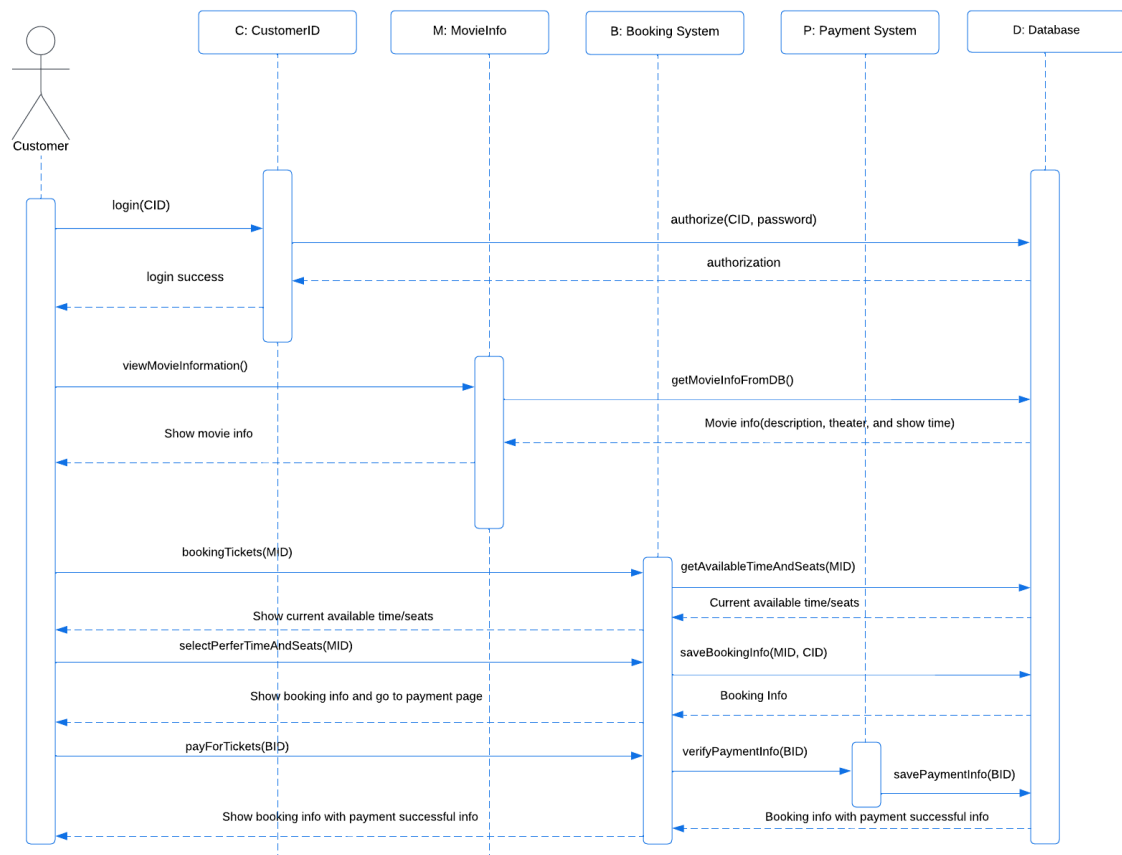 C: CustomerID
M: MovieInfo
B: Booking System
P: Payment System
D: Database
Customer
login(CID)
authorize(CID, password)
authorization
login success
viewMovieInformation()
getMovieInfoFromDB()
Movie info(description, theater, and show time)
Show movie info
bookingTickets(MID)
getAvailableTimeAndSeats(MID)
Current available time/seats
Show current available time/seats
selectPerferTimeAndSeats(MID)
saveBookingInfo(MID, CID)
Booking Info
Show booking info and go to payment page
payForTickets(BID)
verifyPaymentInfo(BID)
savePaymentInfo(BID)
Show booking info with payment successful info
Booking info with payment successful info